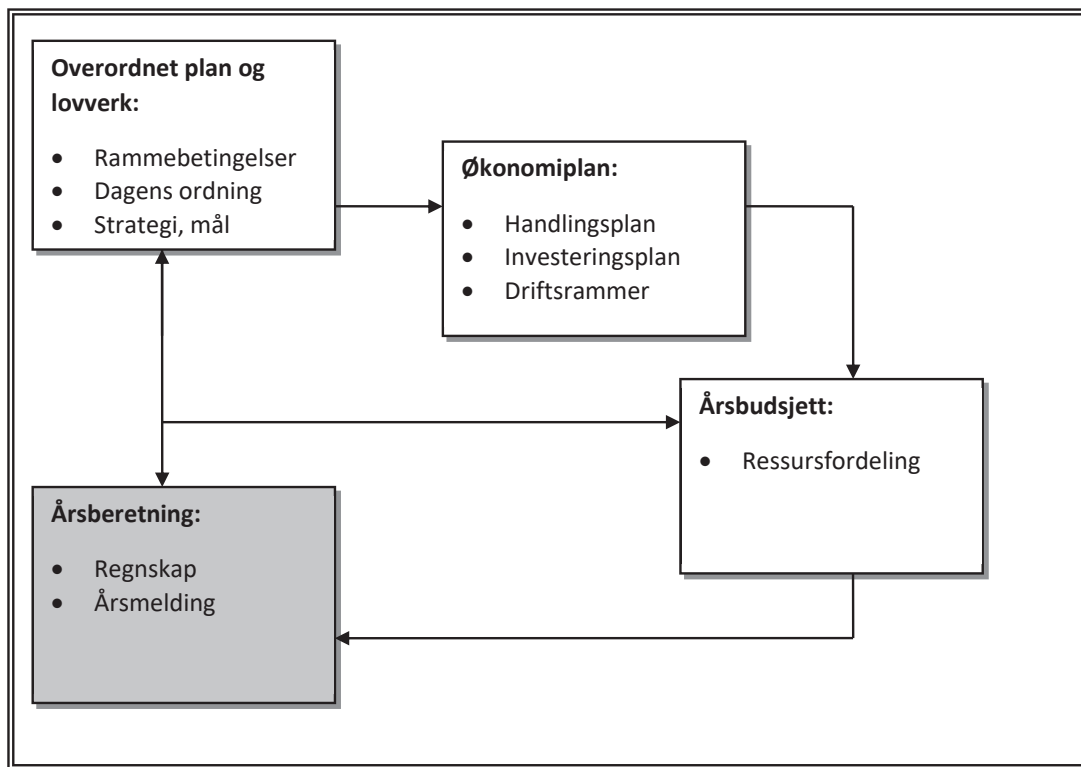 Overordnet plan og
lovverk:
• Rammebetingelser
• Dagens ordning
• Strategi, mål
Økonomiplan:
• Handlingsplan
• Investeringsplan
• Driftsrammer
Årsbudsjett:
• Ressursfordeling
Årsberetning:
• Regnskap
• Årsmelding